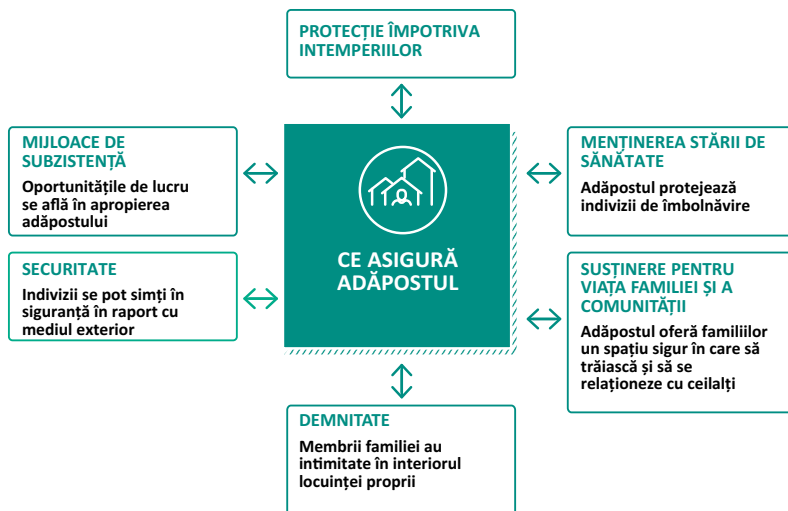 PROTECȚIE ÎMPOTRIVA
INTEMPERIILOR
MIJLOACE DE
SUBZISTENȚĂ
Oportunitățile de lucru
se află în apropierea
adăpostului
SECURITATE
Indivizii se pot simți în
siguranță în raport cu
mediul exterior
CE ASIGURĂ
ADĂPOSTUL
MENȚINEREA STĂRII DE
SĂNĂTATE
Adăpostul protejează
indivizii de îmbolnăvire
SUSȚINERE PENTRU
VIAȚA FAMILIEI ȘI A
COMUNITĂȚII
Adăpostul oferă familiilor
un spațiu sigur în care să
trăiască și să se
relaționeze cu ceilalți
DEMNITATE
Membrii familiei au
intimitate în interiorul
locuinței proprii